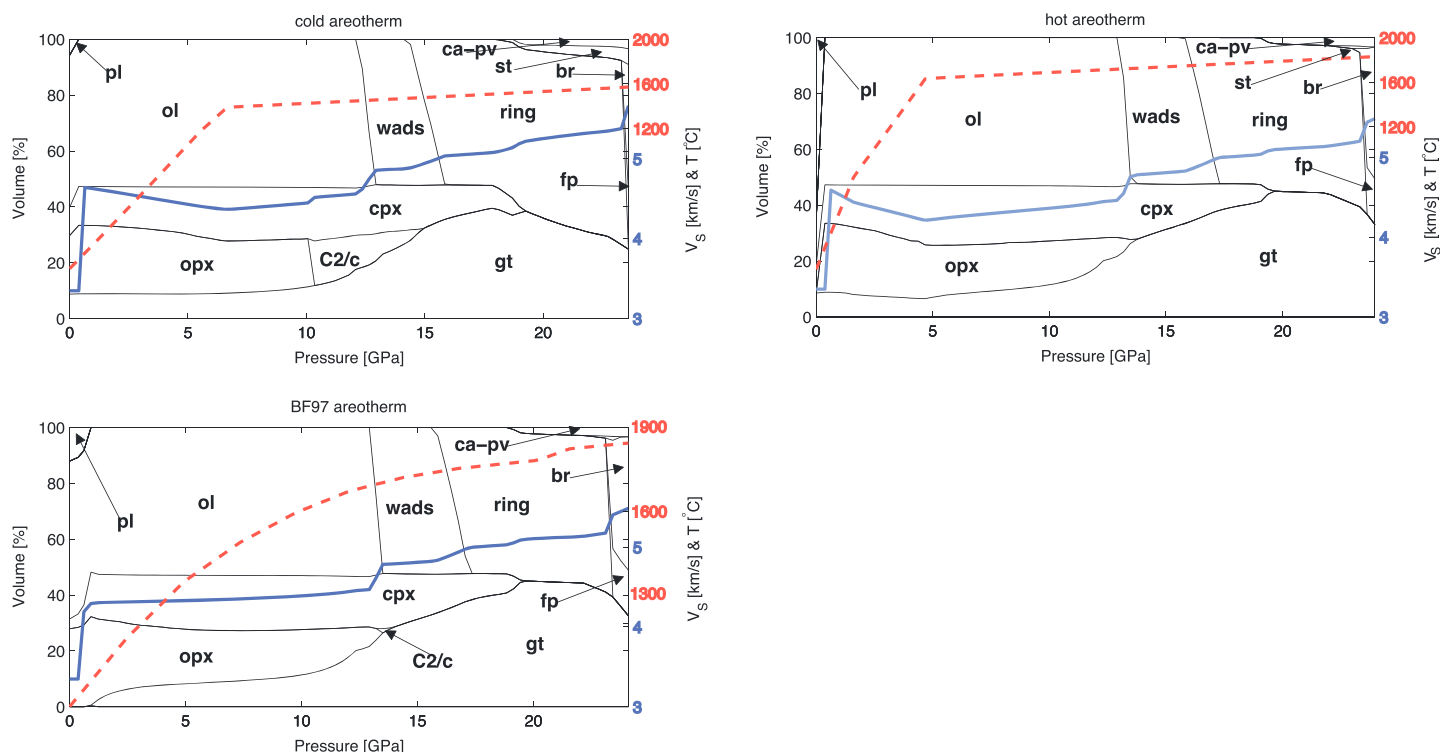 cold areotherm
100
80
60
40
20
0
Volume [%]
0
5
10
15
20
Pressure [GPa]
2000
1600
1200
5
4
3
V_S [km/s] & T [°C]
pl
ol
wads
ring
ca-pv
st
br
fp
cpx
opx
C2/c
gt
hot areotherm
100
80
60
40
20
0
Volume [%]
0
5
10
15
20
Pressure [GPa]
2000
1600
1200
5
4
3
V_S [km/s] & T [°C]
pl
ol
wads
ring
ca-pv
st
br
fp
cpx
opx
gt
BF97 areotherm
100
80
60
40
20
0
Volume [%]
0
5
10
15
20
Pressure [GPa]
1900
1600
1300
5
4
3
V_S [km/s] & T [°C]
pl
ol
wads
ring
ca-pv
br
fp
cpx
opx
C2/c
gt